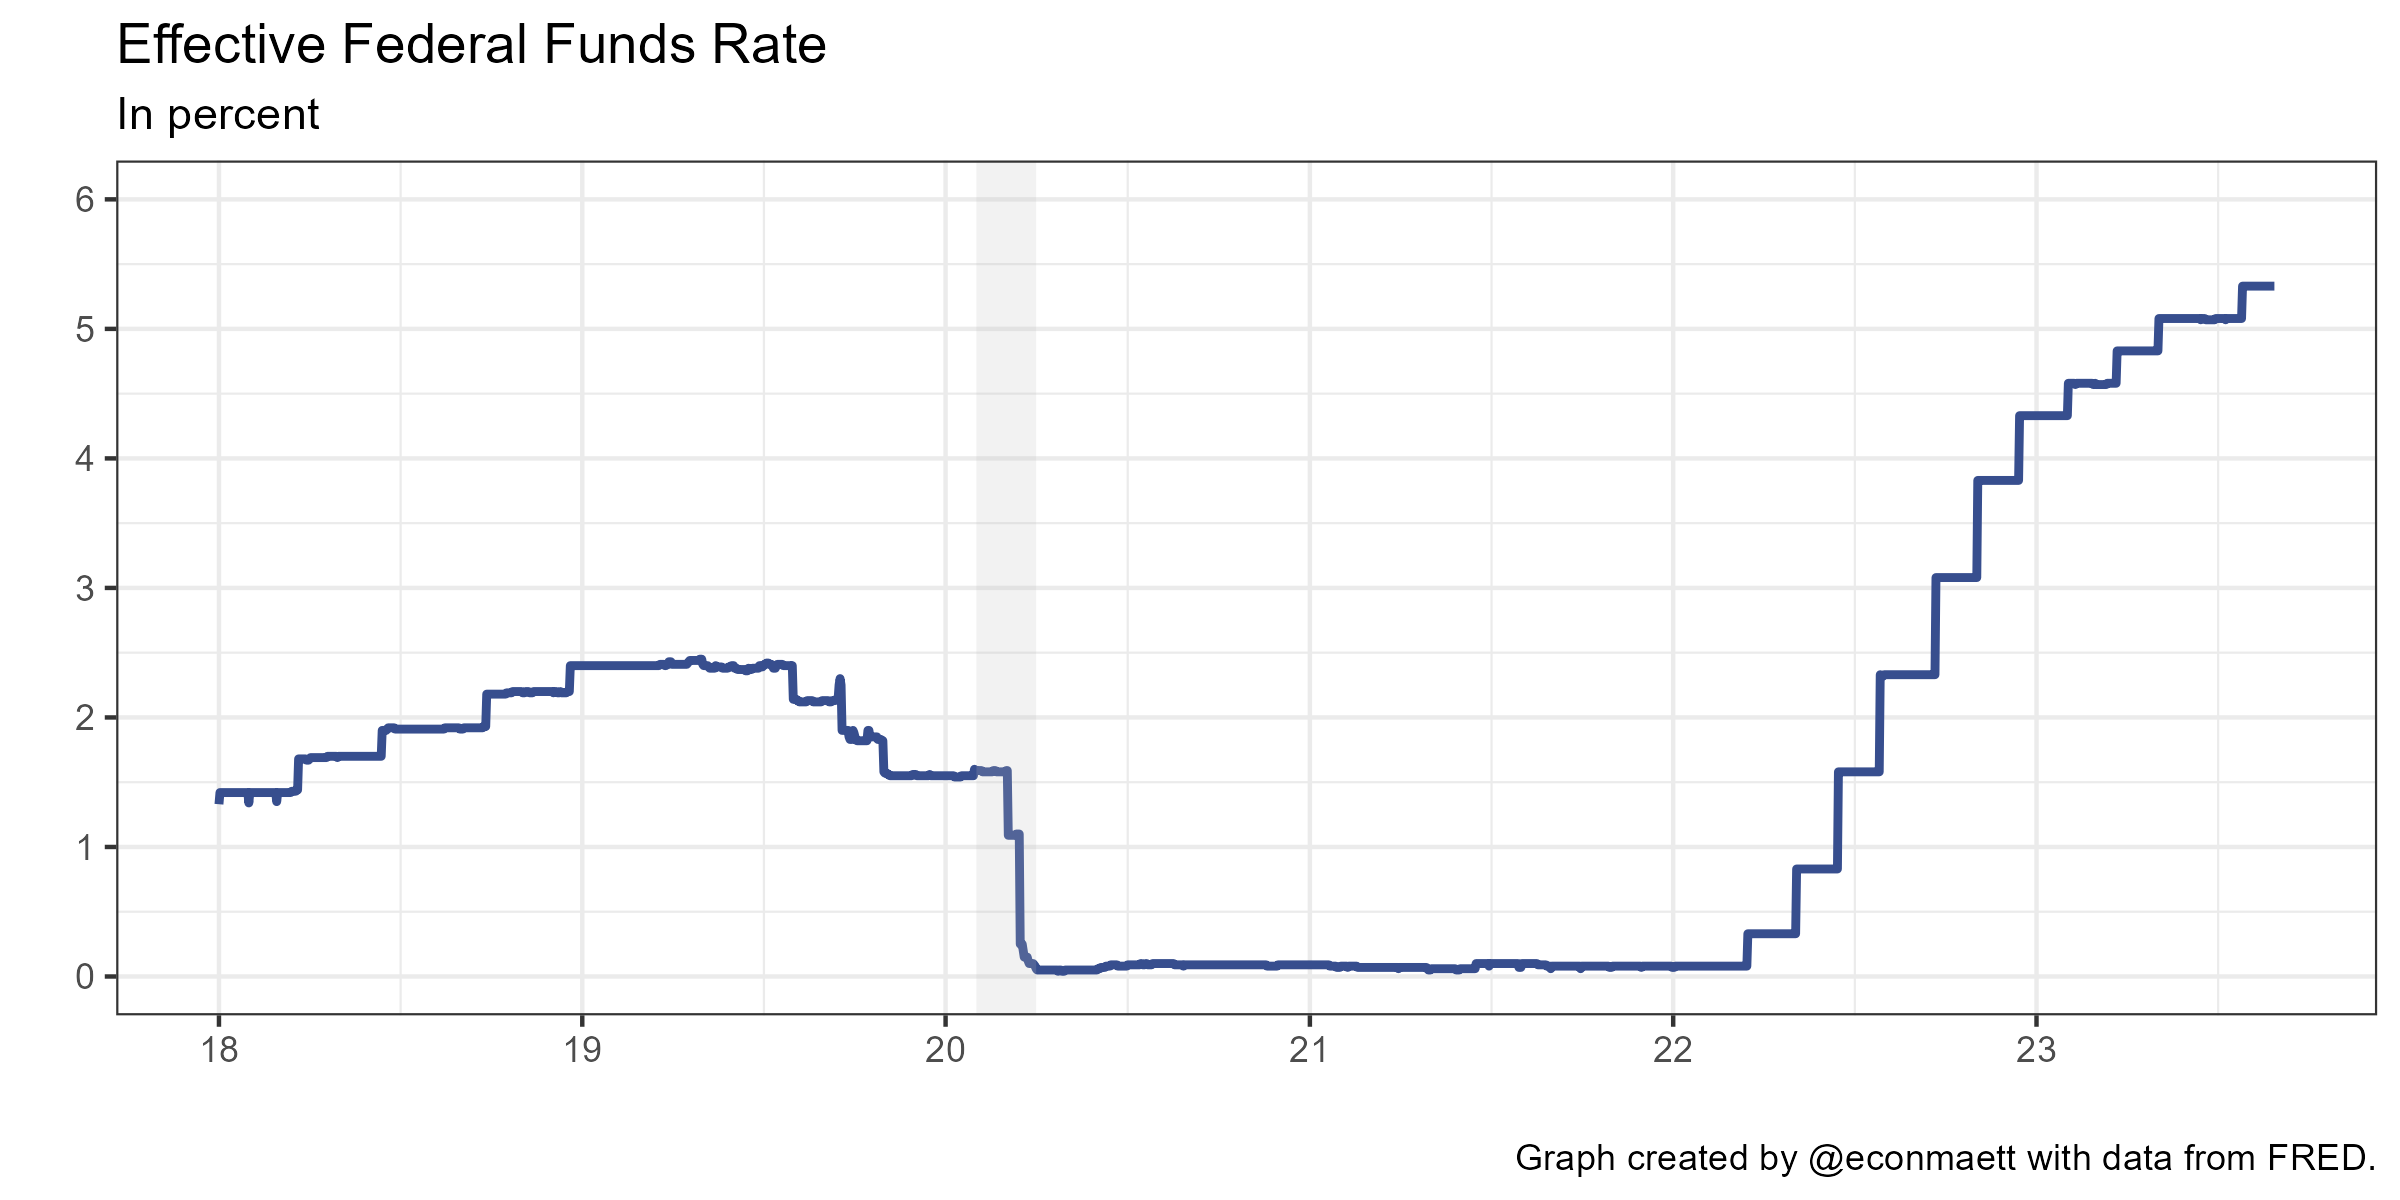 Effective Federal Funds Rate
In percent
6
5
4
3
2
1
0
18 19 20 21 22 23
Graph created by @econmaett with data from FRED.